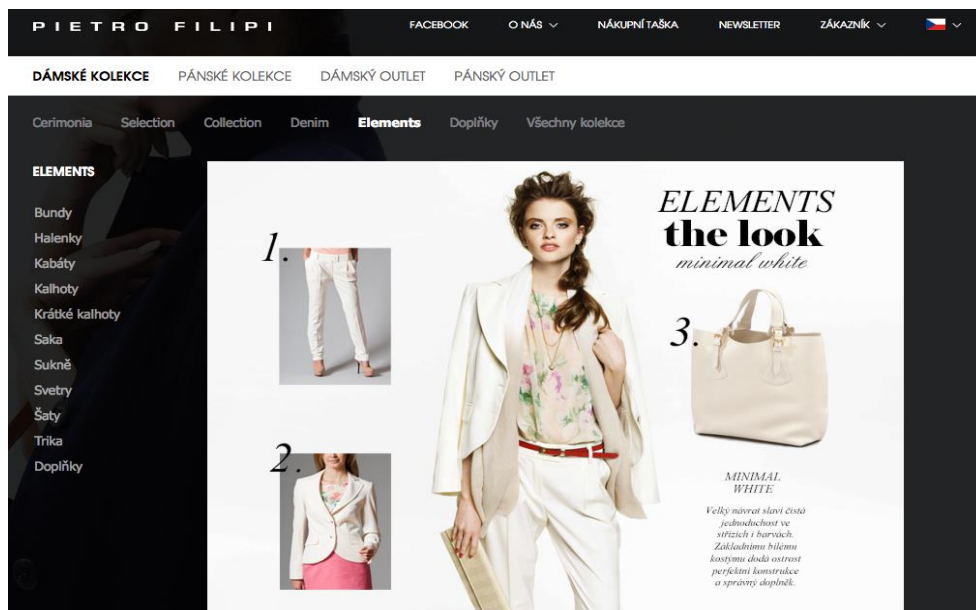 PIETRO FILIPI
FACEBOOK O NÁS NÁKUPNÍ TAŠKA NEWSLETTER ZÁKAZNÍK
DÁMSKÉ KOLEKCE PÁNSKÉ KOLEKCE DÁMSKÝ OUTLET PÁNSKÝ OUTLET
Cerimonia Selection Collection Denim Elements Doplňky Všechny kolekce
ELEMENTS
Bundy
Halenky
Kabáty
Kalhoty
Krátké kalhoty
Saka
Sukně
Svetry
Šaty
Trika
Doplňky
1.
2.
ELEMENTS
the look
minimal white
3.
MINIMAL
WHITE
Velký návrat slaví čistá
jednoduchost ve
střizích i barvách.
Základnímu bílému
kostýmu dodá ostrost
perfektní konstrukce
a správný doplněk.